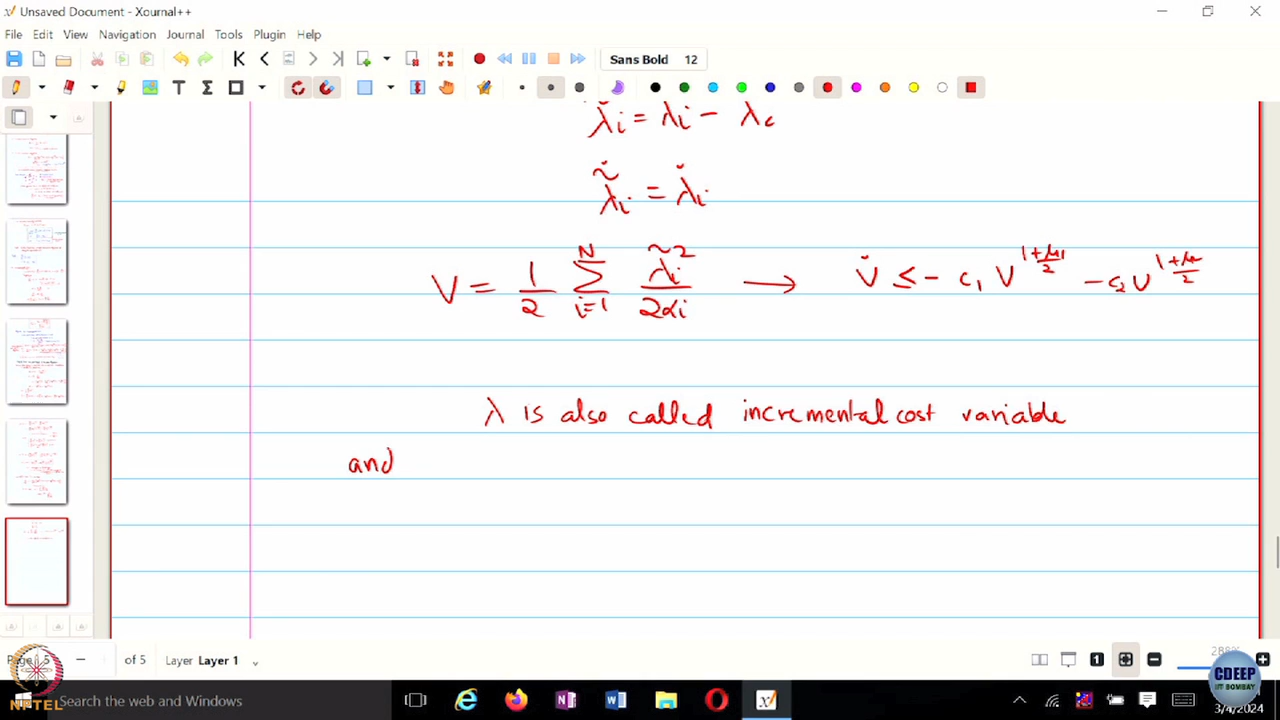 Unsaved Document - Xournal++
File Edit View Navigation Journal Tools Plugin Help
Sans Bold 12
λ̃i = λi − λc
λ̃̇i = λ̇i
V = 1/2 Σ_{i=1}^{N} λ̃i²/2αi → V̇ ≤ − c₁ V^{(1+μ₁)/2} − c₂ V^{(1+μ)/2}
λ is also called incremental cost variable
and
5 of 5 Layer Layer 1
288%
NPTEL
Search the web and Windows
CDEEP
IIT BOMBAY
3/4/2024